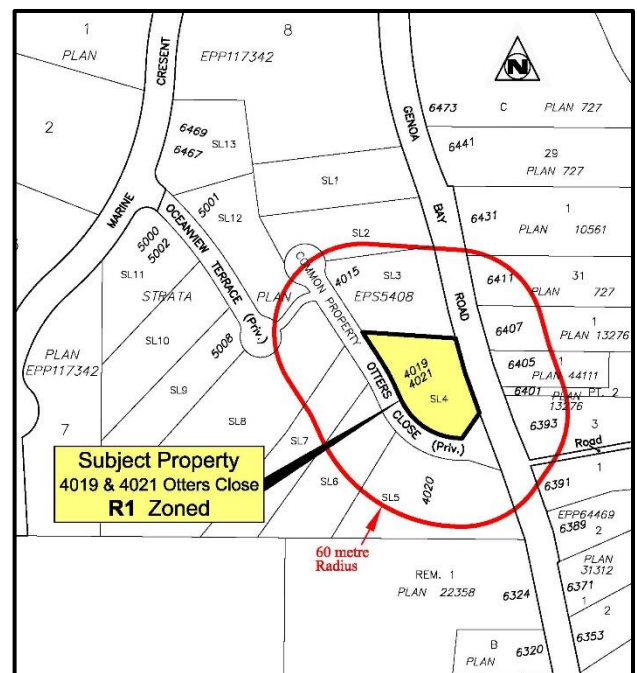 1
PLAN
8
EPP117342
CRESENT
N
2
6469
6467
SL13
GENOA
6473
C
PLAN 727
6441
29
PLAN 727
SL1
MARINE
OCEANVIEW TERRACE (Priv.)
5001
SL12
5000
5002
6431
1
PLAN 10561
SL2
BAY
COMMON PROPERTY
SL11
STRATA
PLAN
4015
SL3
EPS5408
ROAD
6411
31
PLAN 727
6407
1
PLAN 13276
PLAN
EPP117342
SL10
5008
4019
4021
SL4
OTTERS CLOSE (Priv.)
6405
1
PLAN 44111
6401
PT. 2
PLAN
13276
SL9
7
SL8
6393
3
Road
SL7
Subject Property
4019 & 4021 Otters Close
R1 Zoned
SL6
SL5
4020
6391
1
EPP64469
6389
2
60 metre
Radius
PLAN
31312
REM. 1
PLAN 22358
6324
6371
1
2
6353
B
PLAN
6320